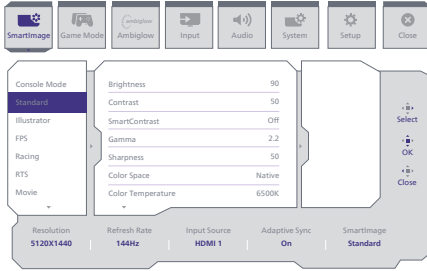 SmartImage
Game Mode
ambiglow
Ambiglow
Input
Audio
System
Setup
Close
Console Mode
Standard
Illustrator
FPS
Racing
RTS
Movie
Brightness 90
Contrast 50
SmartContrast Off
Gamma 2.2
Sharpness 50
Color Space Native
Color Temperature 6500K
Select
OK
Close
Resolution Refresh Rate Input Source Adaptive Sync SmartImage
5120X1440 144Hz HDMI 1 On Standard